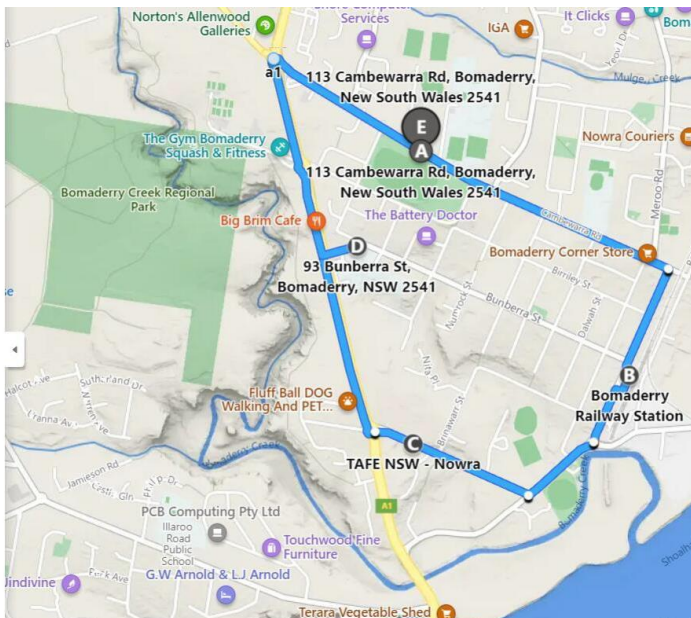 Norton's Allenwood
Galleries
Services
IGA
It Clicks
a1
113 Cambewarra Rd, Bomaderry,
New South Wales 2541
E
A
Nowra Couriers
The Gym Bomaderry
Squash & Fitness
113 Cambewarra Rd, Bomaderry,
New South Wales 2541
Meroo Rd
Bomaderry Creek Regional
Park
Big Brim Cafe
The Battery Doctor
Cambewarra Rd
D
Bomaderry Corner Store
93 Bunberra St,
Bomaderry, NSW 2541
Birriley St
Bunberra St
Numrock St
Dalwah St
B
Bomaderry
Railway Station
Fluff Ball DOG
Walking And PET...
Brinawarr St
C
TAFE NSW - Nowra
Jamieson Rd
A1
Bomaderry Creek
PCB Computing Pty Ltd
Illaroo
Road
Public
School
Touchwood Fine
Furniture
G.W Arnold & L.J Arnold
Terara Vegetable Shed